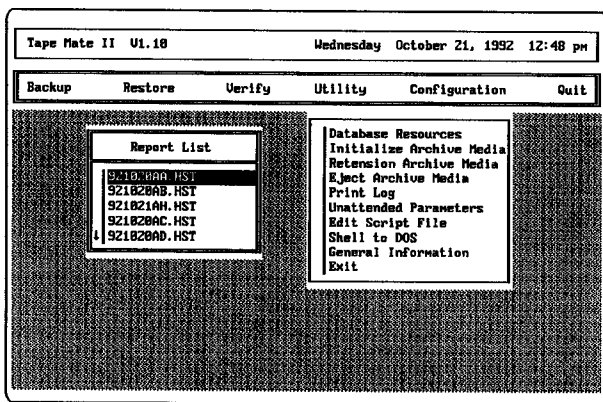 Tape Mate II V1.10 Wednesday October 21, 1992 12:48 pm
Backup Restore Verify Utility Configuration Quit
Report List
921020AA.HST
921020AB.HST
921021AH.HST
921020AC.HST
921020AD.HST
Database Resources
Initialize Archive Media
Retension Archive Media
Eject Archive Media
Print Log
Unattended Parameters
Edit Script File
Shell to DOS
General Information
Exit